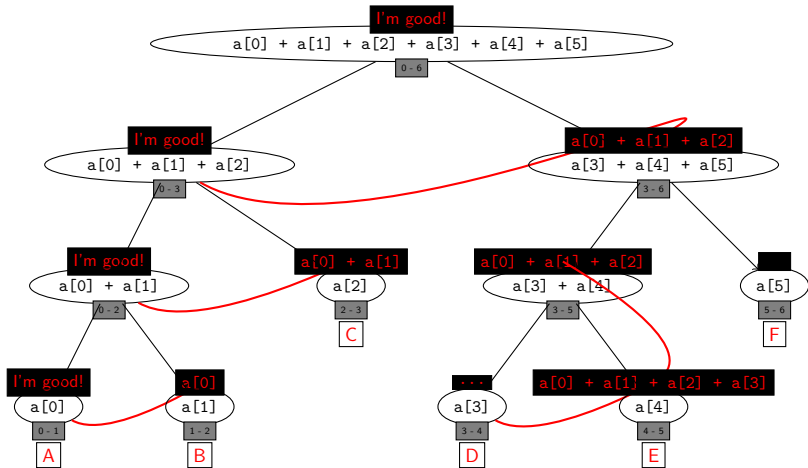 I'm good!
a[0] + a[1] + a[2] + a[3] + a[4] + a[5]
0 - 6
I'm good!
a[0] + a[1] + a[2]
a[0] + a[1] + a[2]
a[3] + a[4] + a[5]
0 - 3
3 - 6
I'm good!
a[0] + a[1]
a[0] + a[1] + a[2]
a[0] + a[1]
a[2]
a[3] + a[4]
a[5]
0 - 2
2 - 3
3 - 5
5 - 6
C
F
I'm good!
a[0]
...
a[0] + a[1] + a[2] + a[3]
a[0]
a[1]
a[3]
a[4]
0 - 1
1 - 2
3 - 4
4 - 5
A
B
D
E